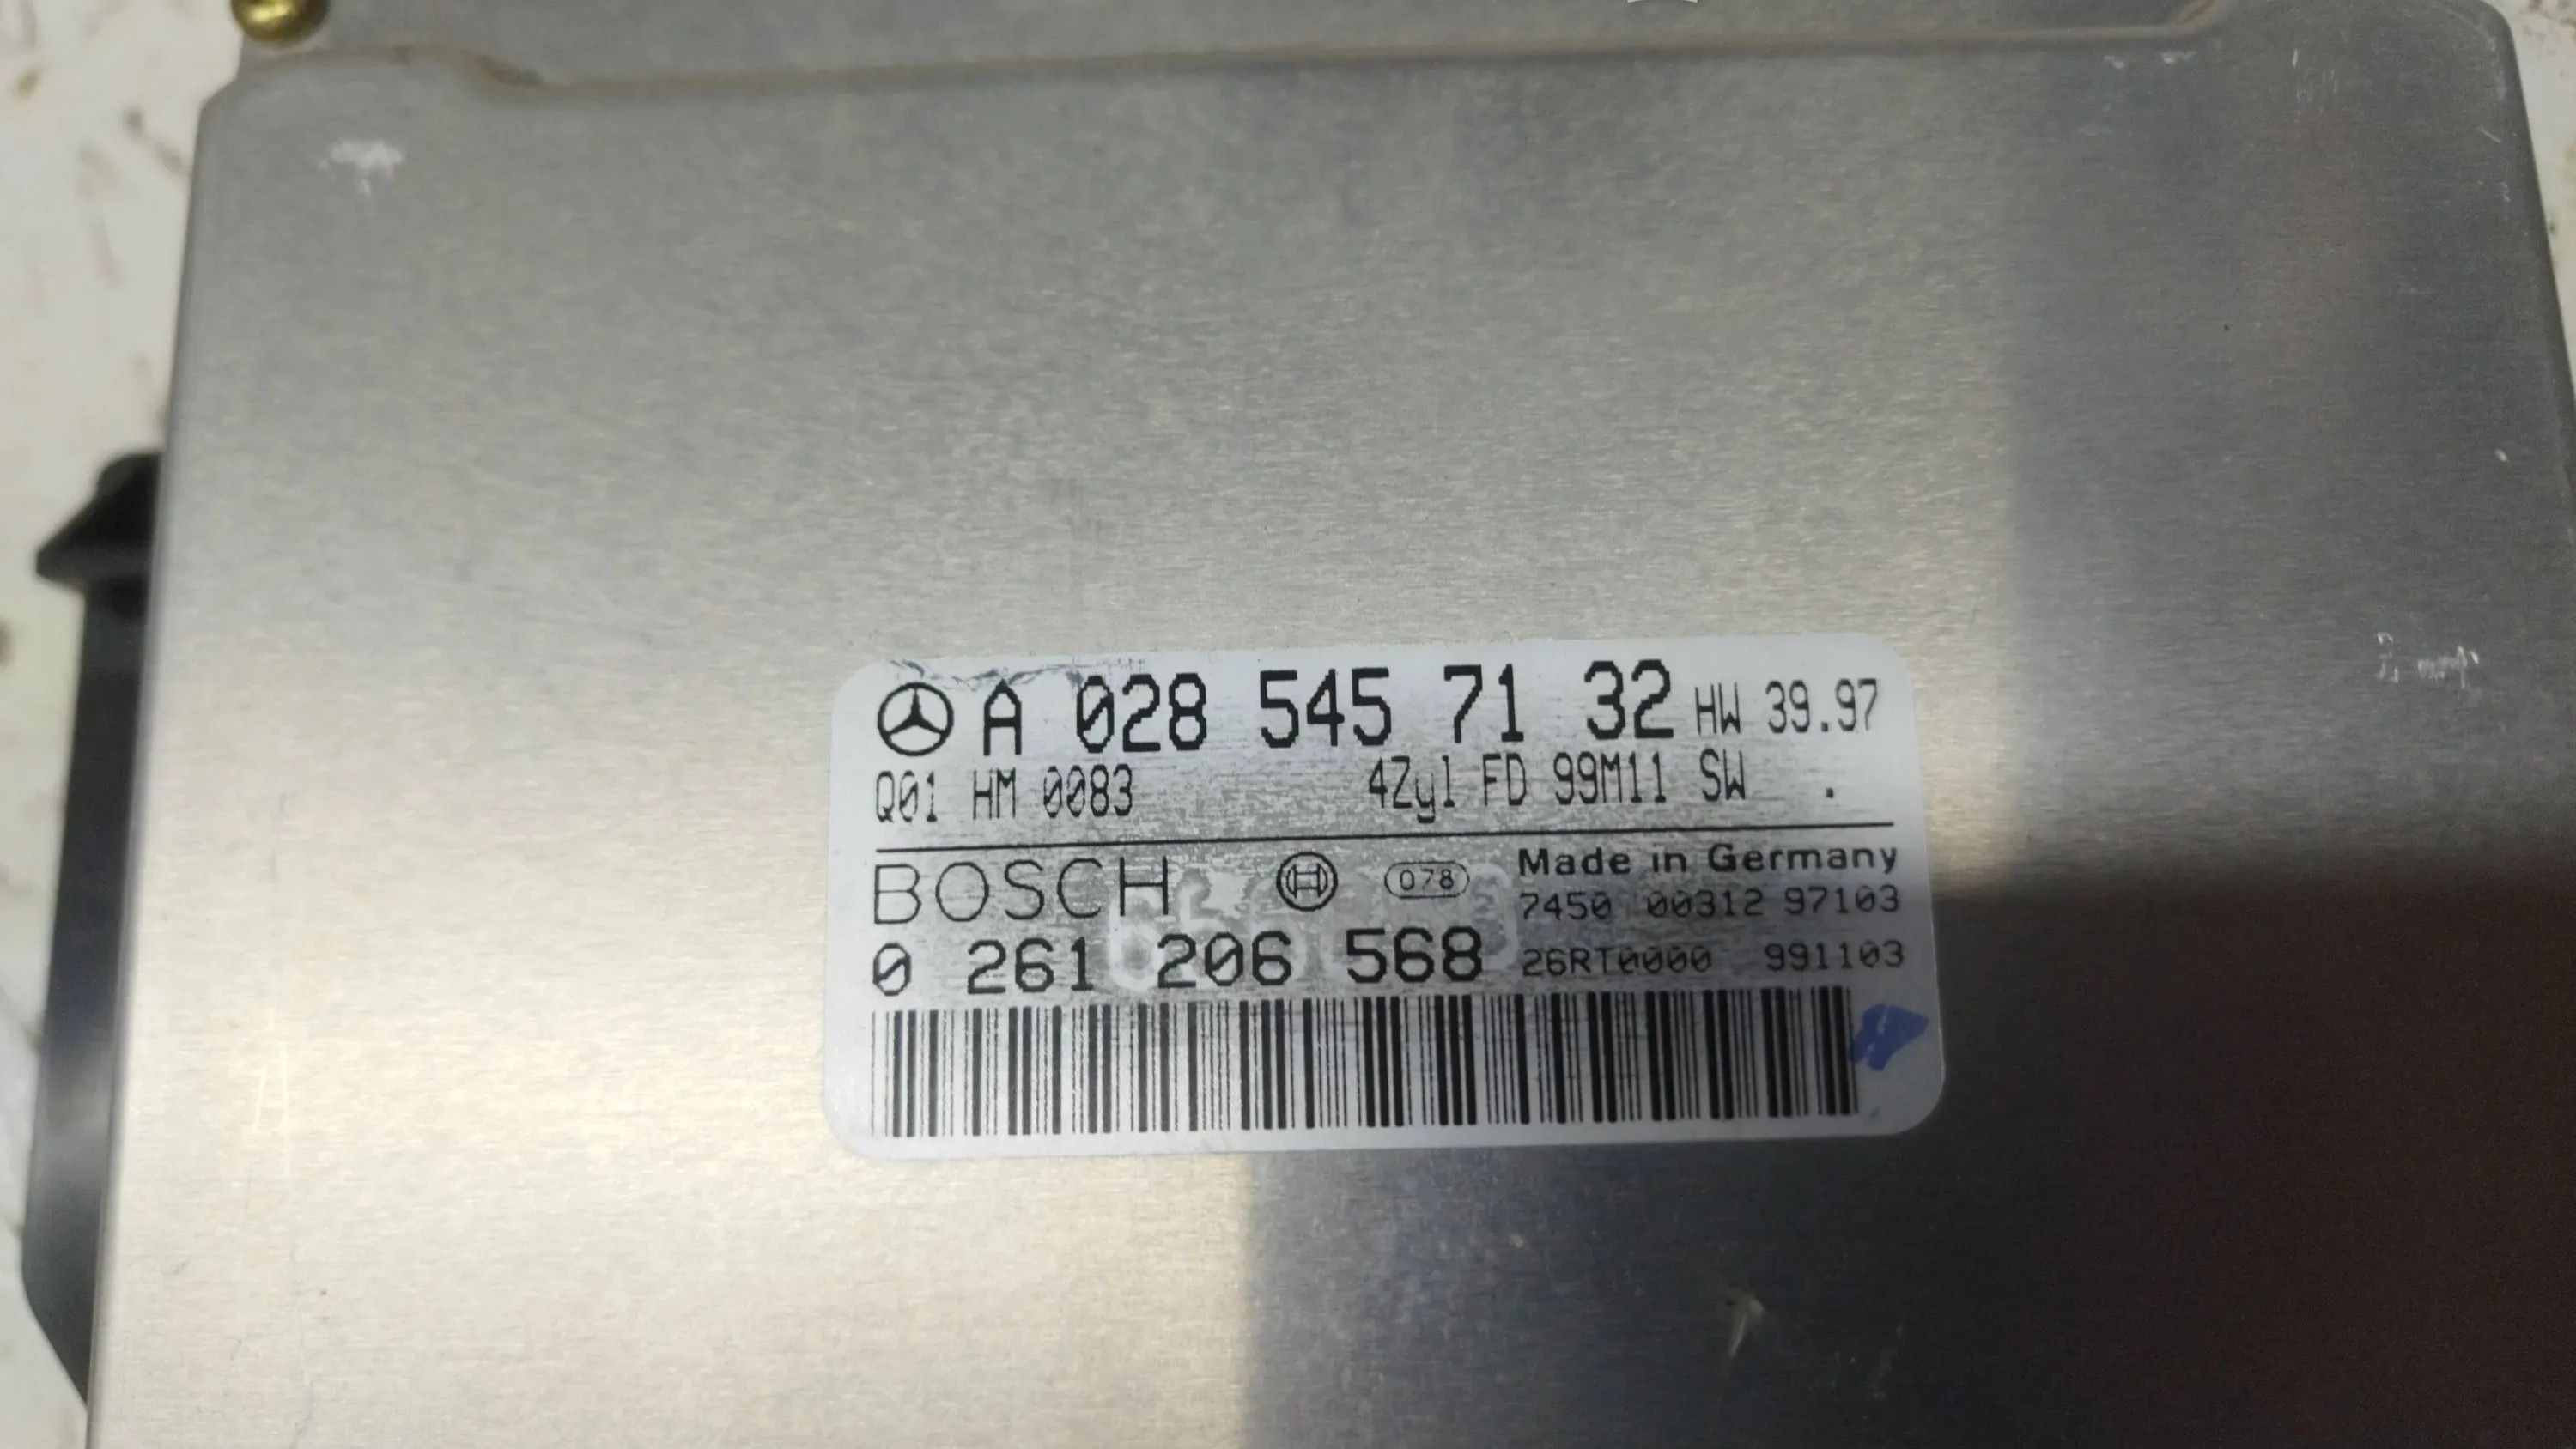 A 028 545 71 32 HW 39.97
Q01 HM 0083 4Zyl FD 99M11 SW .
BOSCH 078 Made in Germany
7450 00312 97103
0 261 206 568 26RT0000 991103